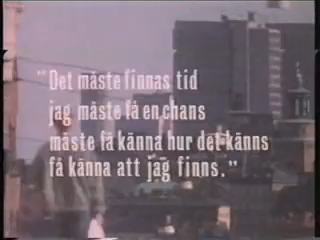 "Det måste finnas tid
jag måste få en chans
måste få känna hur det känns
få känna att jag finns."